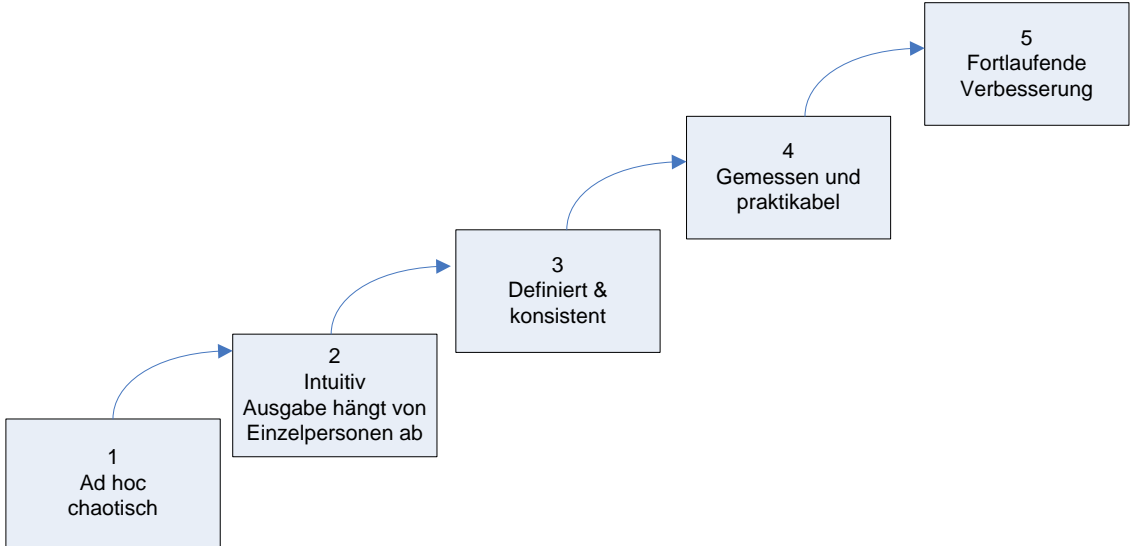 5
Fortlaufende
Verbesserung
4
Gemessen und
praktikabel
3
Definiert &
konsistent
2
Intuitiv
Ausgabe hängt von
Einzelpersonen ab
1
Ad hoc
chaotisch